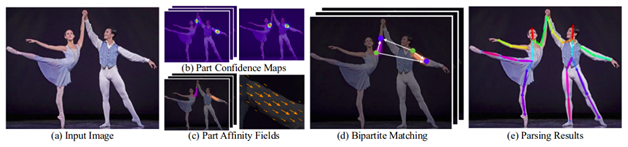 (b) Part Confidence Maps
(a) Input Image
(c) Part Affinity Fields
(d) Bipartite Matching
(e) Parsing Results